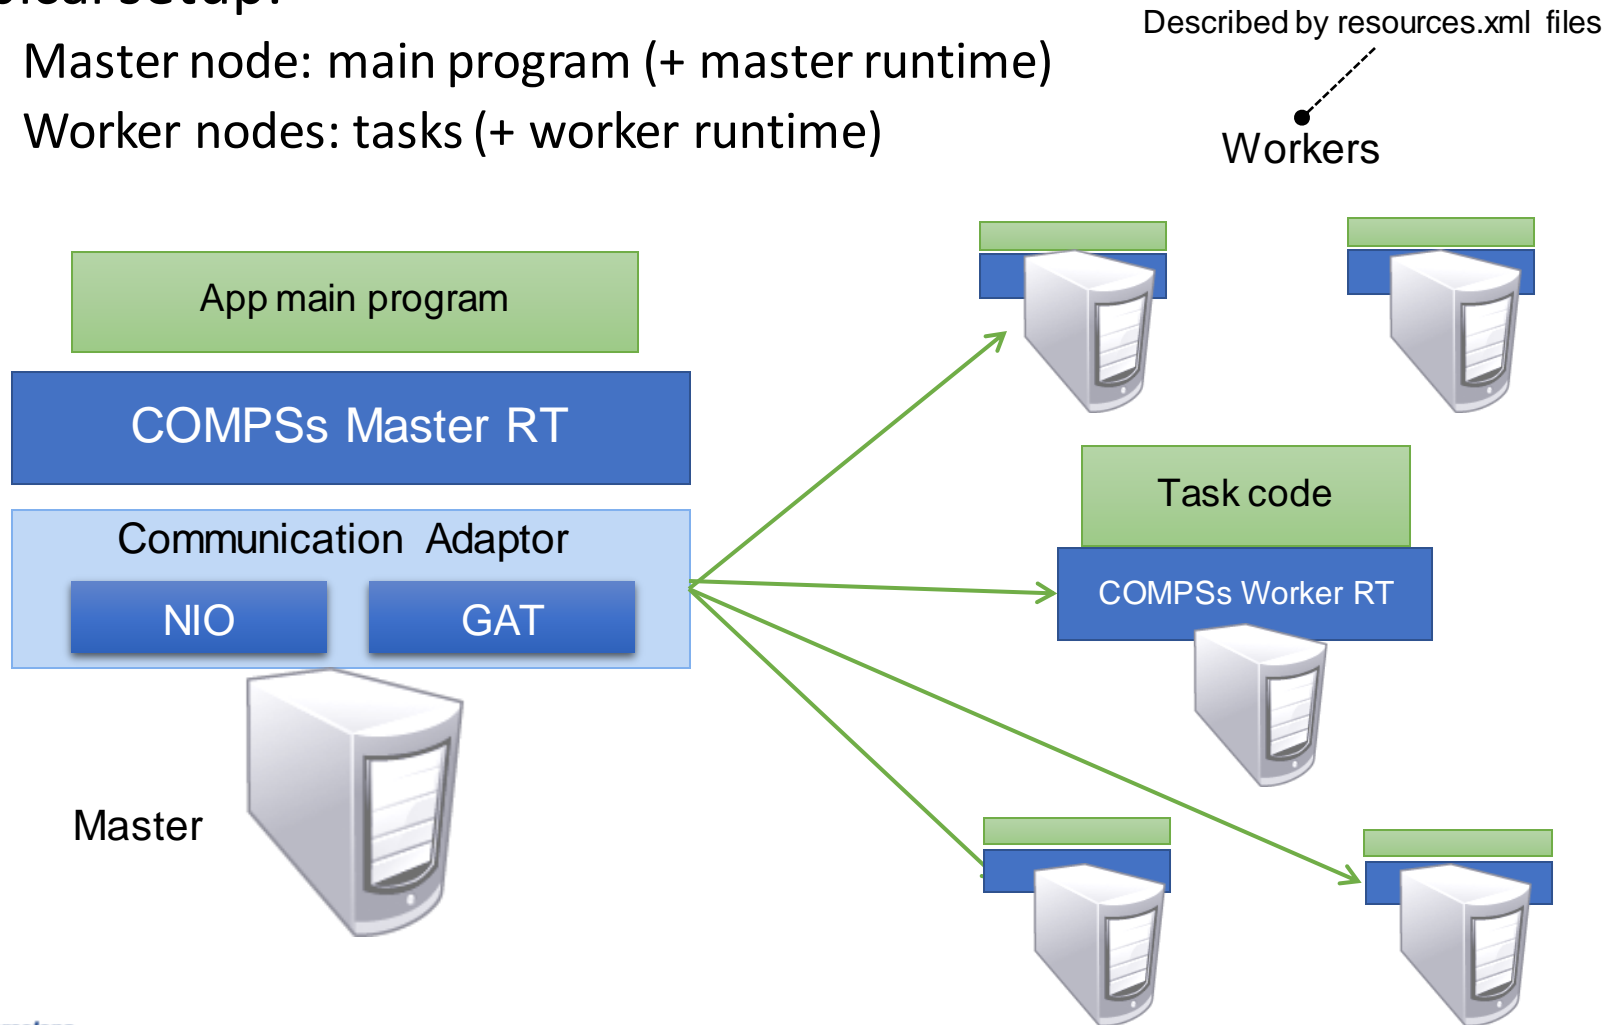 setup:
Master node: main program (+ master runtime)
Worker nodes: tasks (+ worker runtime)
Described by resources.xml files
Workers
App main program
COMPSs Master RT
Communication Adaptor
NIO
GAT
Master
Task code
COMPSs Worker RT